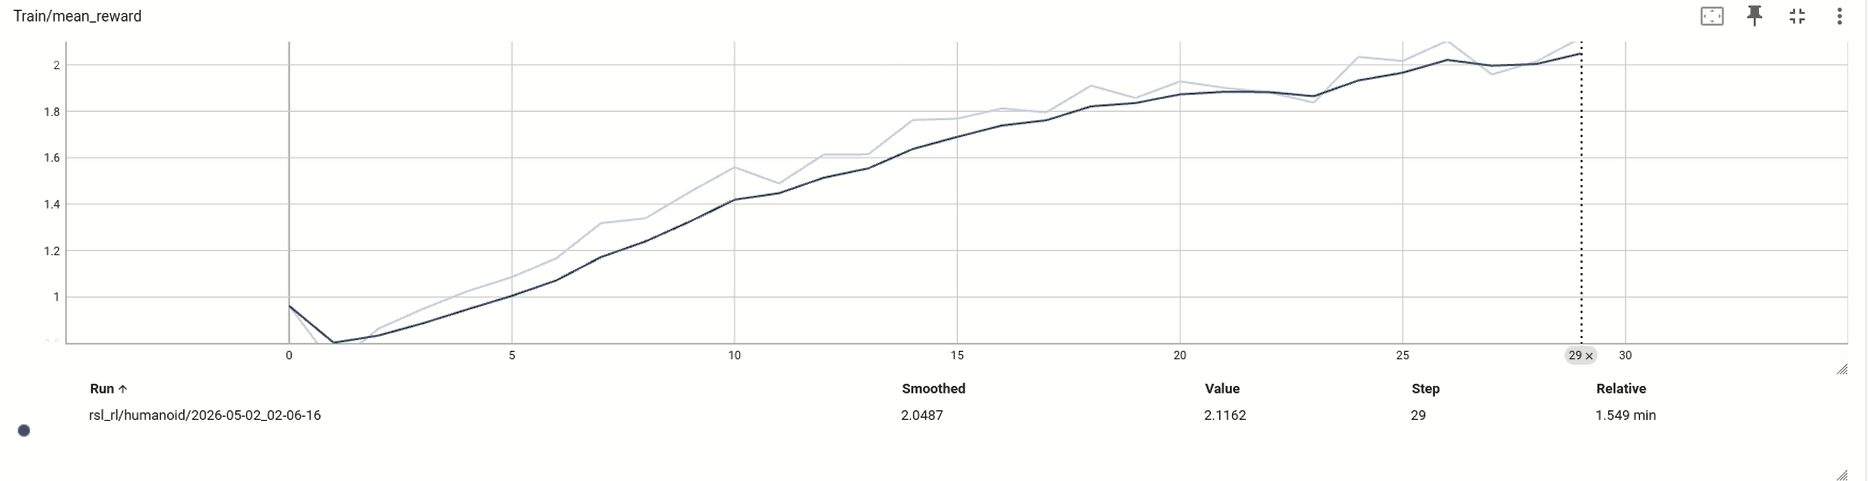 Train/mean_reward
2
1.8
1.6
1.4
1.2
1
0 5 10 15 20 25 29 × 30
Run ↑ Smoothed Value Step Relative
rsl_rl/humanoid/2026-05-02_02-06-16 2.0487 2.1162 29 1.549 min